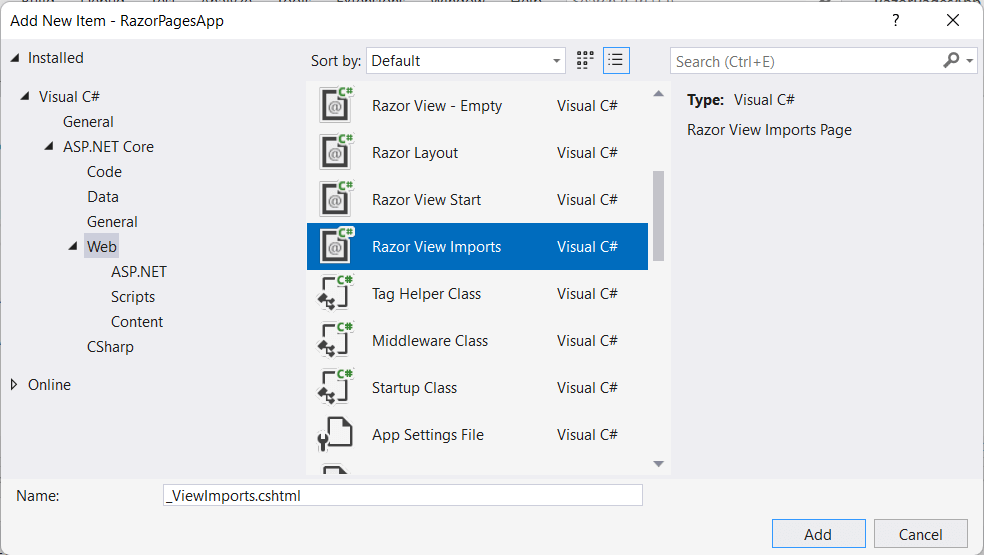 Add New Item - RazorPagesApp
?
Installed
Visual C#
General
ASP.NET Core
Code
Data
General
Web
ASP.NET
Scripts
Content
CSharp
Online
Sort by: Default
Razor View - Empty Visual C#
Razor Layout Visual C#
Razor View Start Visual C#
Razor View Imports Visual C#
Tag Helper Class Visual C#
Middleware Class Visual C#
Startup Class Visual C#
App Settings File Visual C#
Search (Ctrl+E)
Type: Visual C#
Razor View Imports Page
Name: _ViewImports.cshtml
Add Cancel